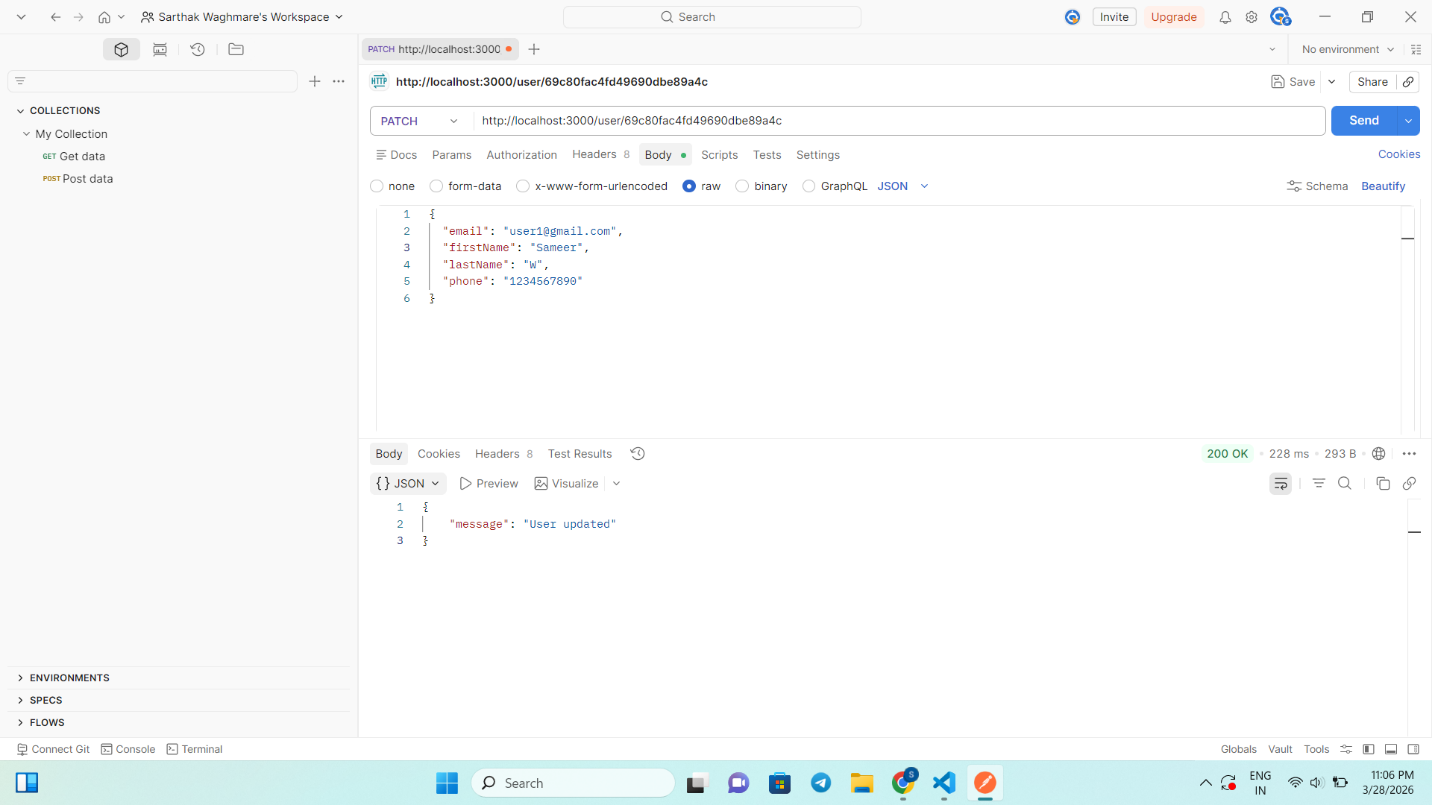 Sarthak Waghmare's Workspace
Search
Invite
Upgrade
PATCH http://localhost:3000
No environment
COLLECTIONS
My Collection
GET Get data
POST Post data
HTTP http://localhost:3000/user/69c80fac4fd49690dbe89a4c
Save
Share
PATCH http://localhost:3000/user/69c80fac4fd49690dbe89a4c
Send
Docs Params Authorization Headers 8 Body Scripts Tests Settings
Cookies
none form-data x-www-form-urlencoded raw binary GraphQL JSON
Schema Beautify
1 {
2 "email": "user1@gmail.com",
3 "firstName": "Sameer",
4 "lastName": "W",
5 "phone": "1234567890"
6 }
Body Cookies Headers 8 Test Results
200 OK • 228 ms • 293 B
{} JSON Preview Visualize
1 {
2 "message": "User updated"
3 }
ENVIRONMENTS
SPECS
FLOWS
Connect Git Console Terminal
Globals Vault Tools
Search
S
ENG
IN
11:06 PM
3/28/2026